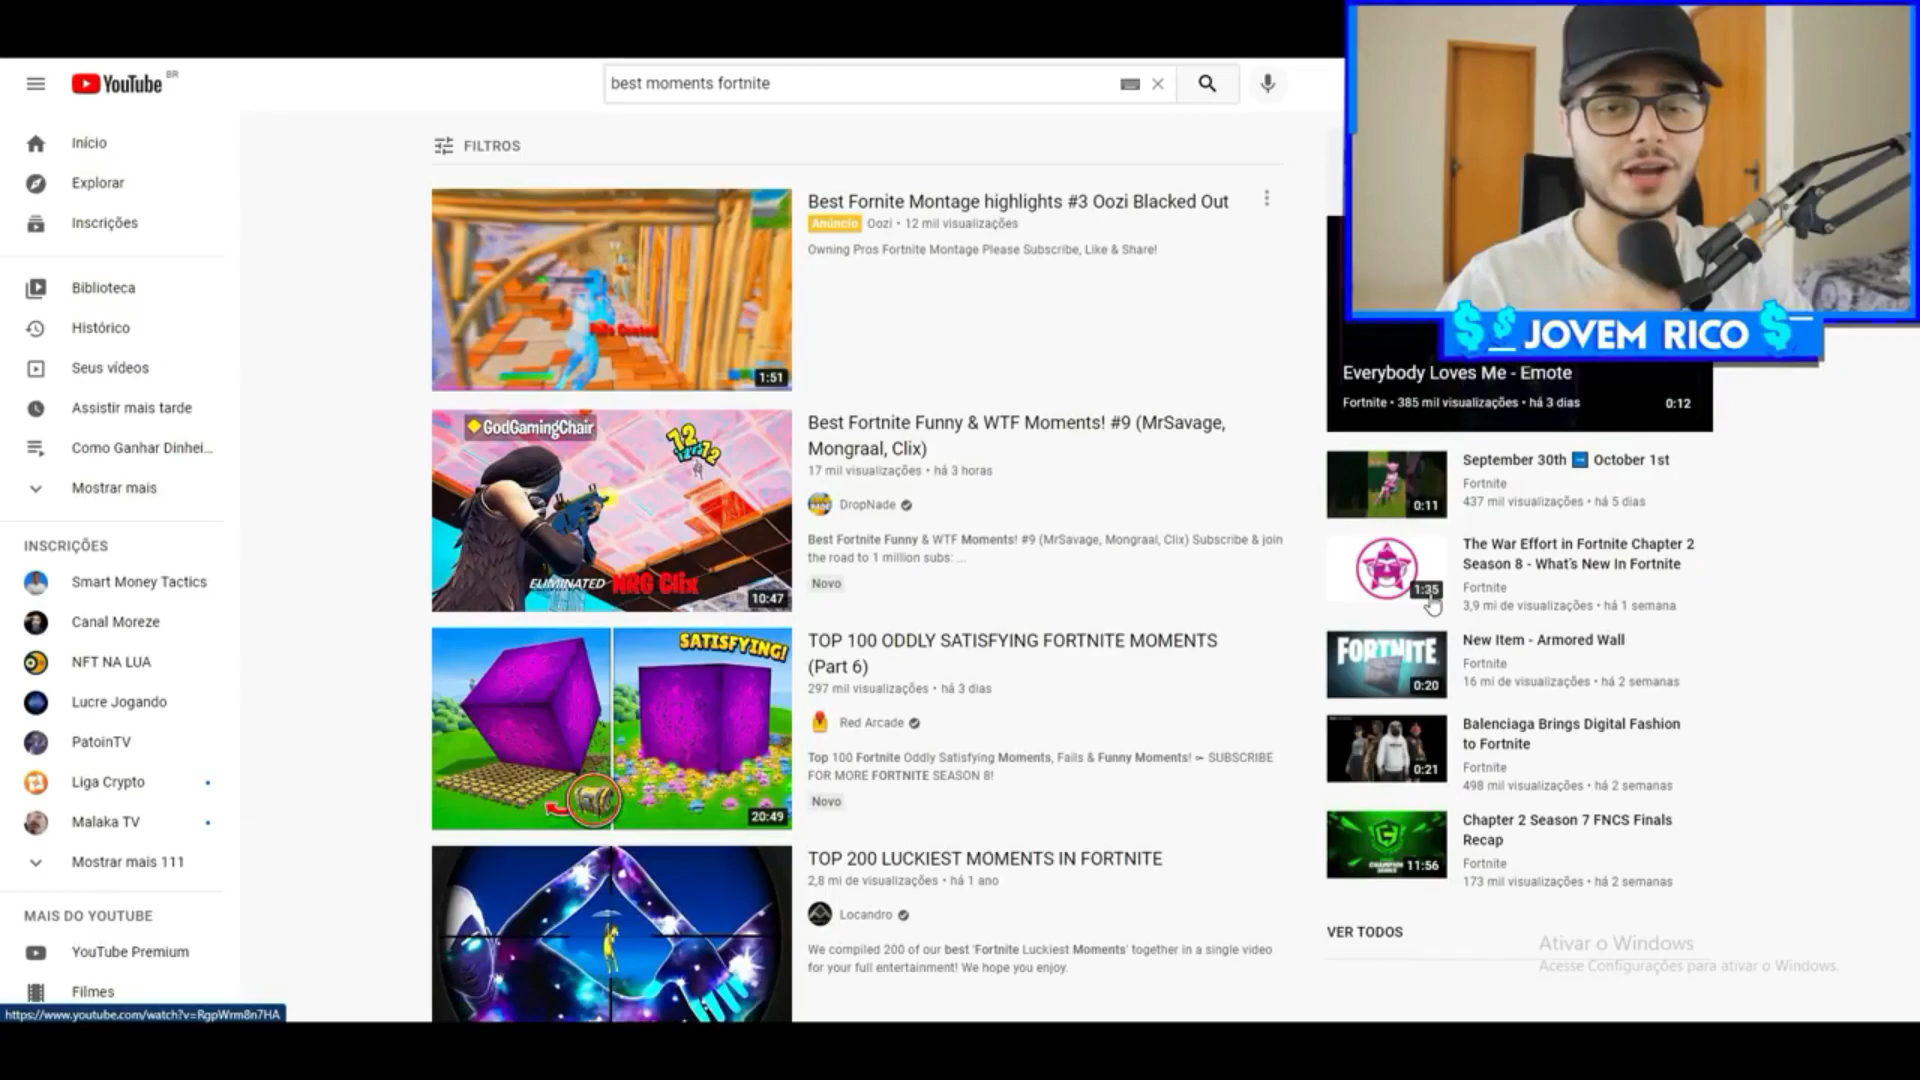 YouTube BR
best moments fortnite
Início
Explorar
Inscrições
Biblioteca
Histórico
Seus vídeos
Assistir mais tarde
Como Ganhar Dinhei...
Mostrar mais
INSCRIÇÕES
Smart Money Tactics
Canal Moreze
NFT NA LUA
Lucre Jogando
PatoinTV
Liga Crypto
Malaka TV
Mostrar mais 111
MAIS DO YOUTUBE
YouTube Premium
Filmes
https://www.youtube.com/watch?v=RgpWrm8n7HA
FILTROS
1:51
Best Fornite Montage highlights #3 Oozi Blacked Out
Anúncio Oozi • 12 mil visualizações
Owning Pros Fortnite Montage Please Subscribe, Like & Share!
GodGamingChair
12
ELIMINATED NRG Clix
10:47
Best Fortnite Funny & WTF Moments! #9 (MrSavage,
Mongraal, Clix)
17 mil visualizações • há 3 horas
DropNade
Best Fortnite Funny & WTF Moments! #9 (MrSavage, Mongraal, Clix) Subscribe & join
the road to 1 million subs: ...
Novo
SATISFYING!
20:49
TOP 100 ODDLY SATISFYING FORTNITE MOMENTS
(Part 6)
297 mil visualizações • há 3 dias
Red Arcade
Top 100 Fortnite Oddly Satisfying Moments, Fails & Funny Moments! ➳ SUBSCRIBE
FOR MORE FORTNITE SEASON 8!
Novo
TOP 200 LUCKIEST MOMENTS IN FORTNITE
2,8 mi de visualizações • há 1 ano
Locandro
We compiled 200 of our best 'Fortnite Luckiest Moments' together in a single video
for your full entertainment! We hope you enjoy.
$ $ JOVEM RICO $
Everybody Loves Me - Emote
Fortnite • 385 mil visualizações • há 3 dias
0:12
0:11
September 30th ➡ October 1st
Fortnite
437 mil visualizações • há 5 dias
1:35
The War Effort in Fortnite Chapter 2
Season 8 - What's New In Fortnite
Fortnite
3,9 mi de visualizações • há 1 semana
FORTNITE
0:20
New Item - Armored Wall
Fortnite
16 mi de visualizações • há 2 semanas
0:21
Balenciaga Brings Digital Fashion
to Fortnite
Fortnite
498 mil visualizações • há 2 semanas
11:56
Chapter 2 Season 7 FNCS Finals
Recap
Fortnite
173 mil visualizações • há 2 semanas
VER TODOS
Ativar o Windows
Acesse Configurações para ativar o Windows.